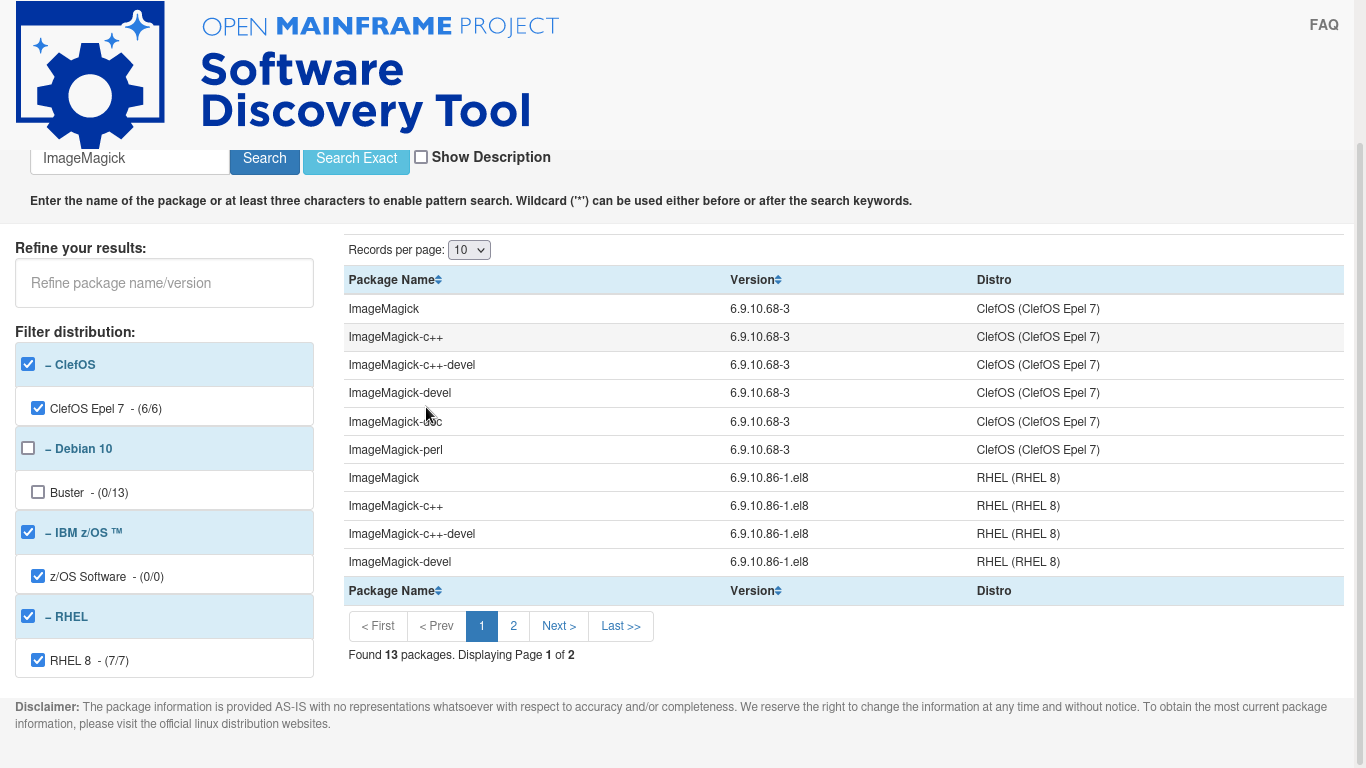 OPEN MAINFRAME PROJECT
FAQ
Software
Discovery Tool
ImageMagick Search Search Exact Show Description
Enter the name of the package or at least three characters to enable pattern search. Wildcard ('*') can be used either before or after the search keywords.
Refine your results:
Refine package name/version
Filter distribution:
– ClefOS
ClefOS Epel 7 - (6/6)
– Debian 10
Buster - (0/13)
– IBM z/OS ™
z/OS Software - (0/0)
– RHEL
RHEL 8 - (7/7)
Records per page: 10
Package Name Version Distro
ImageMagick 6.9.10.68-3 ClefOS (ClefOS Epel 7)
ImageMagick-c++ 6.9.10.68-3 ClefOS (ClefOS Epel 7)
ImageMagick-c++-devel 6.9.10.68-3 ClefOS (ClefOS Epel 7)
ImageMagick-devel 6.9.10.68-3 ClefOS (ClefOS Epel 7)
ImageMagick-doc 6.9.10.68-3 ClefOS (ClefOS Epel 7)
ImageMagick-perl 6.9.10.68-3 ClefOS (ClefOS Epel 7)
ImageMagick 6.9.10.86-1.el8 RHEL (RHEL 8)
ImageMagick-c++ 6.9.10.86-1.el8 RHEL (RHEL 8)
ImageMagick-c++-devel 6.9.10.86-1.el8 RHEL (RHEL 8)
ImageMagick-devel 6.9.10.86-1.el8 RHEL (RHEL 8)
Package Name Version Distro
< First < Prev 1 2 Next > Last >>
Found 13 packages. Displaying Page 1 of 2
Disclaimer: The package information is provided AS-IS with no representations whatsoever with respect to accuracy and/or completeness. We reserve the right to change the information at any time and without notice. To obtain the most current package
information, please visit the official linux distribution websites.